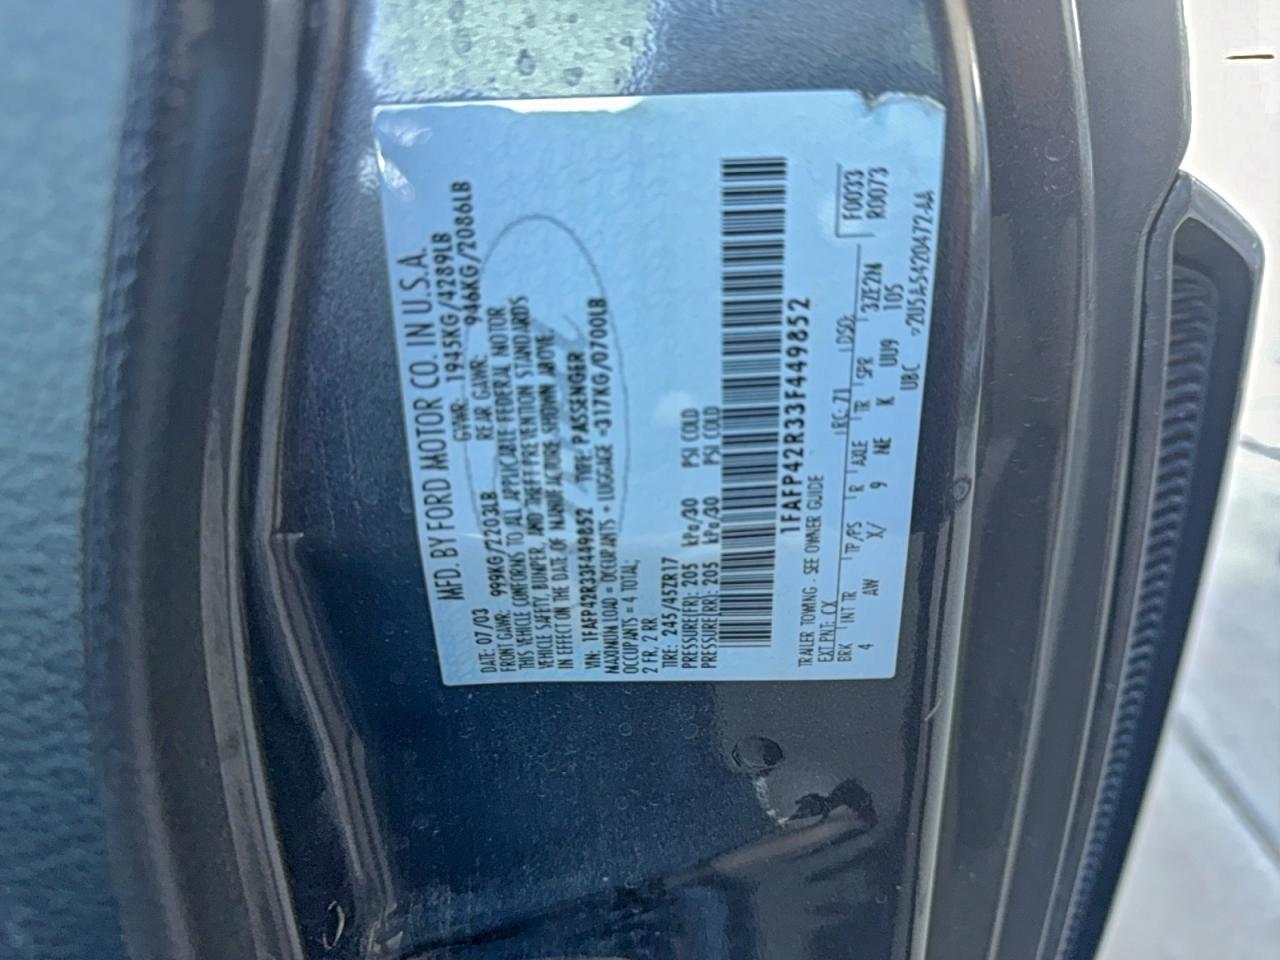 MFD. BY FORD MOTOR CO. IN U.S.A.
DATE: 07/03 GVWR: 1945KG/4289LB
FRONT GAWR: 999KG/2203LB REAR GAWR: 946KG/2086LB
THIS VEHICLE CONFORMS TO ALL APPLICABLE FEDERAL MOTOR
VEHICLE SAFETY, BUMPER, AND THEFT PREVENTION STANDARDS
IN EFFECT ON THE DATE OF MANUFACTURE SHOWN ABOVE
VIN: 1FAFP42R33F449852 TYPE: PASSENGER
MAXIMUM LOAD = OCCUPANTS + LUGGAGE =317KG/0700LB
OCCUPANTS = 4 TOTAL:
2 FR, 2 RR
TIRE: 245/45ZR17
PRESSURE(FR): 205 kPa/30 PSI COLD
PRESSURE(RR): 205 kPa/30 PSI COLD
1FAFP42R33F449852
TRAILER TOWING - SEE OWNER GUIDE F0033
EXT PNT: CX RC: 71 DSO: R0073
BRK INT TR TP/PS R AXLE TR SPR 3ZE2N
4 AW X/ 9 NE K UU9 105
UBC ▿2U5A-5420472-AA